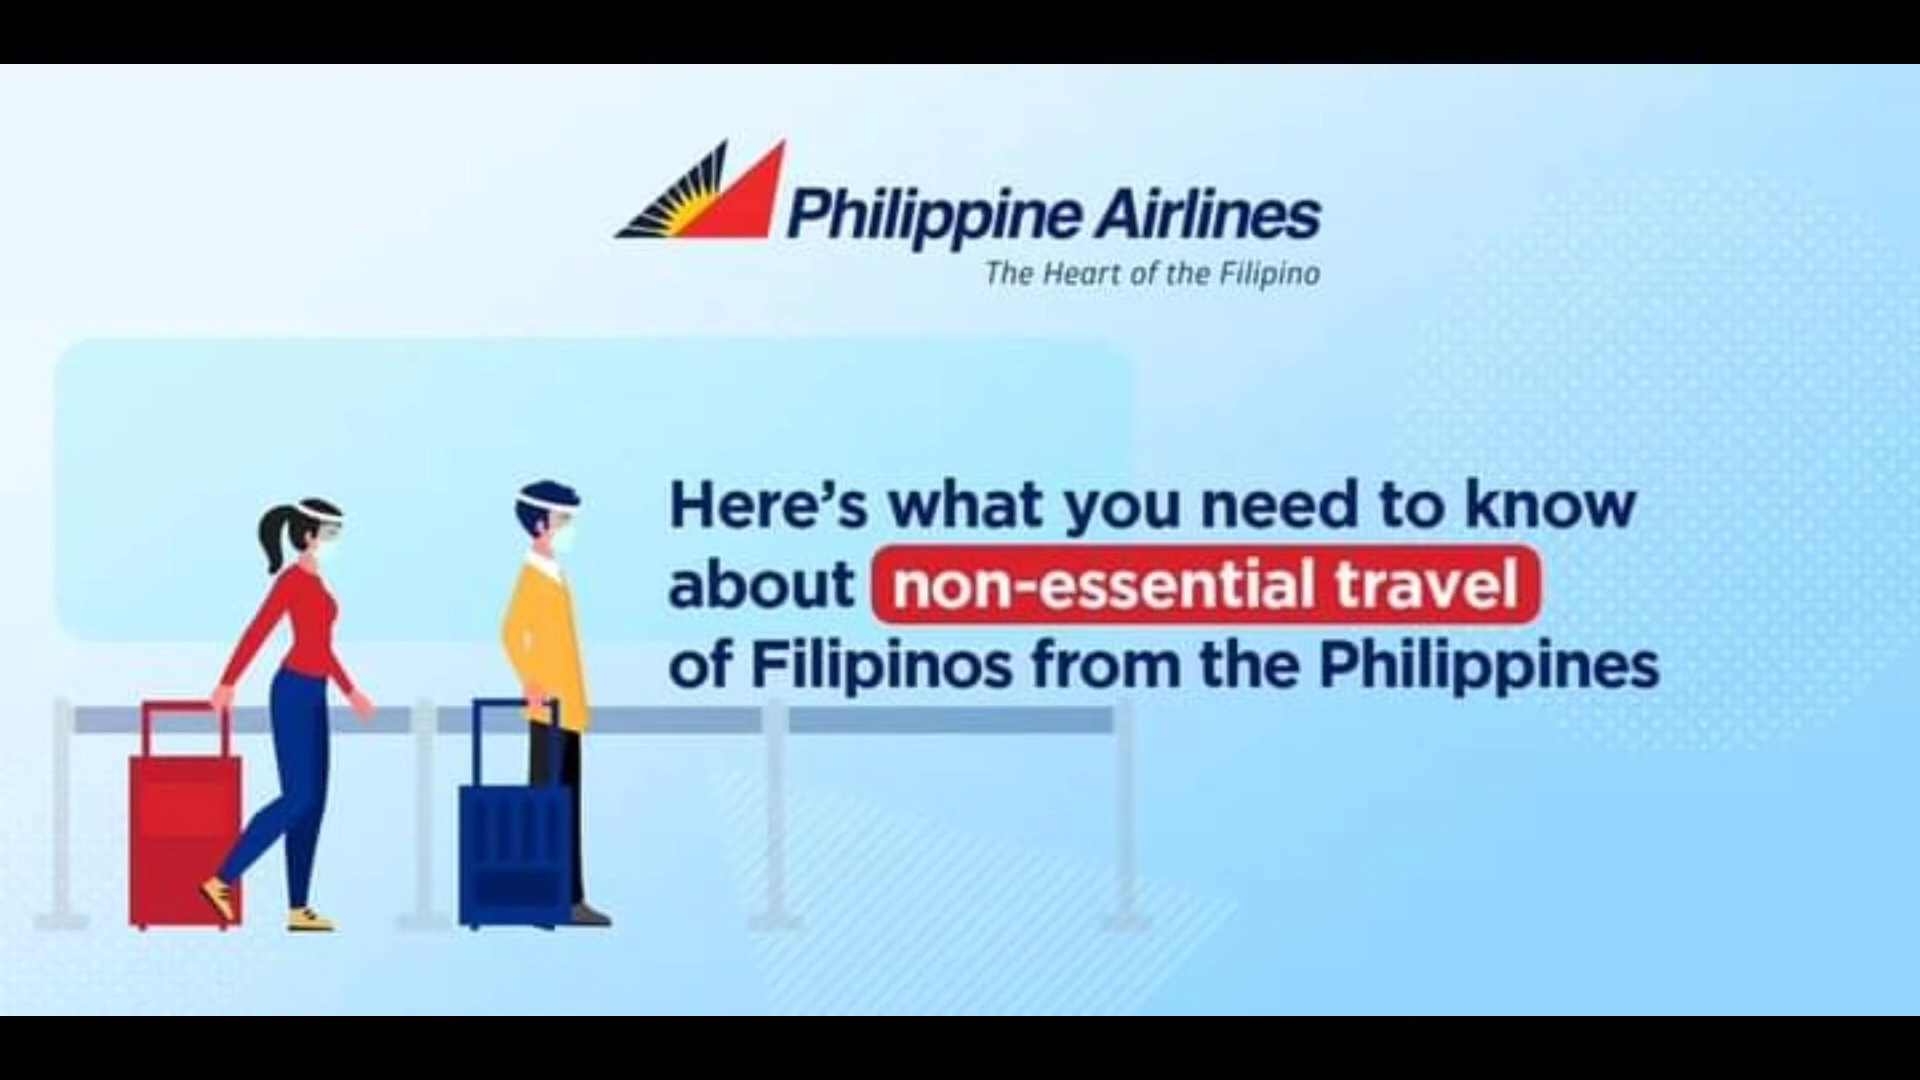 Philippine Airlines
The Heart of the Filipino
Here's what you need to know
about non-essential travel
of Filipinos from the Philippines